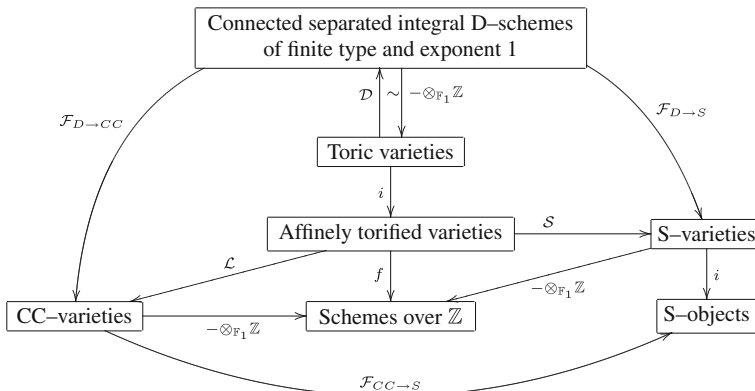 Connected separated integral D–schemes
of finite type and exponent 1
𝒟 ∼ −⊗_{𝔽₁}ℤ
ℱ_{D→CC}
ℱ_{D→S}
Toric varieties
i
Affinely torified varieties
𝒮
S–varieties
ℒ
f
−⊗_{𝔽₁}ℤ
i
CC–varieties
−⊗_{𝔽₁}ℤ
Schemes over ℤ
S–objects
ℱ_{CC→S}